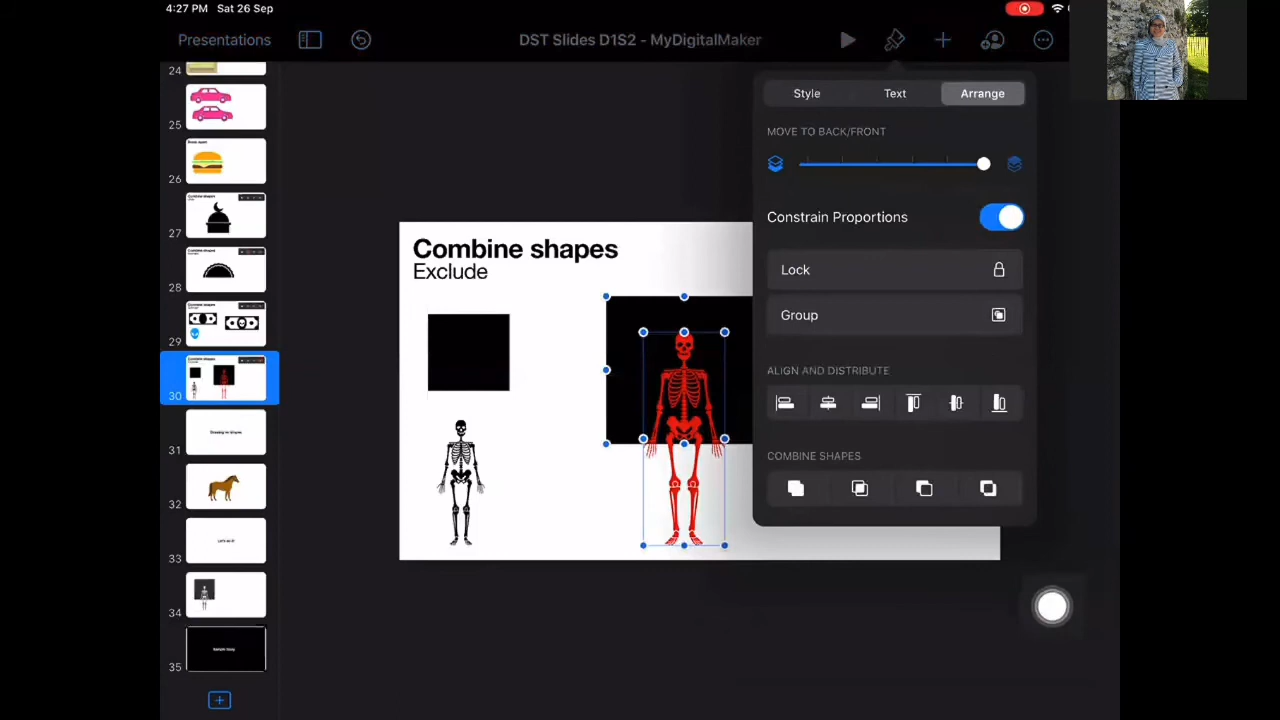 4:27 PM Sat 26 Sep
Presentations
DST Slides D1S2 - MyDigitalMaker
Style Text Arrange
MOVE TO BACK/FRONT
Constrain Proportions
Lock
Group
ALIGN AND DISTRIBUTE
COMBINE SHAPES
Combine shapes
Exclude
24
25
26
27
28
29
30
31
32
33
34
35